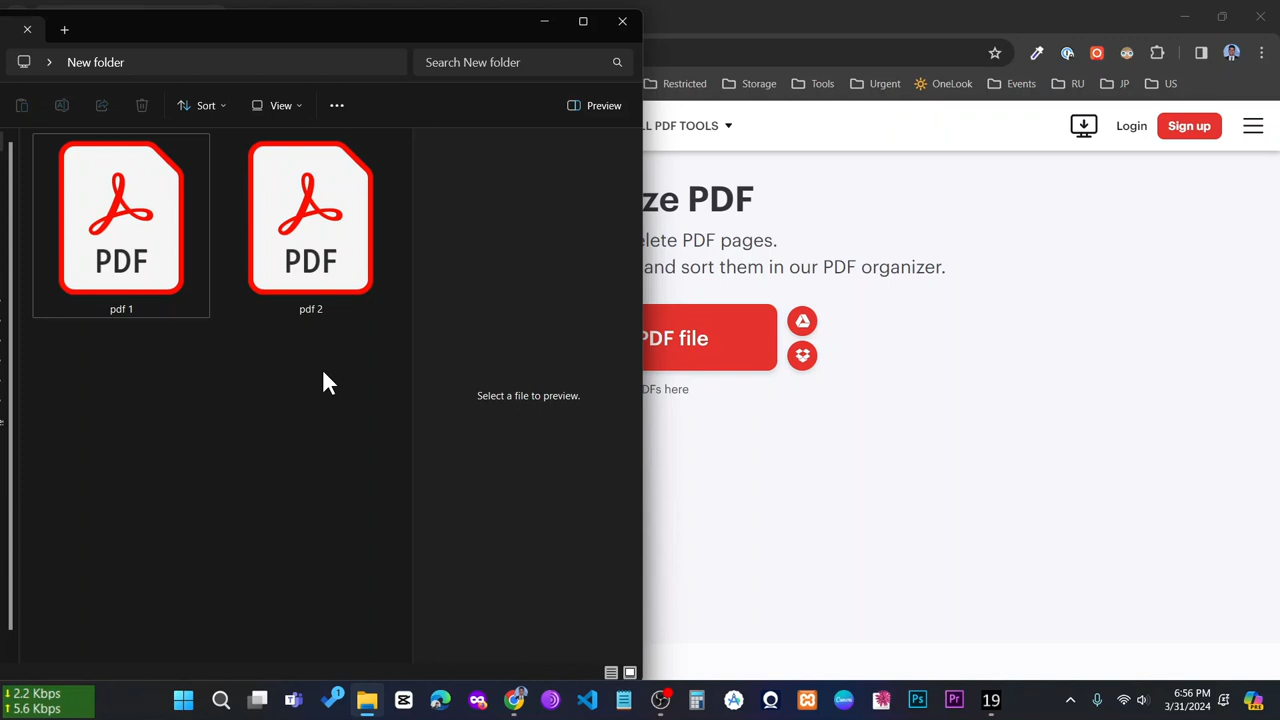 New folder
Search New folder
Sort
View
Preview
PDF
PDF
pdf 1
pdf 2
Select a file to preview.
Restricted
Storage
Tools
Urgent
OneLook
Events
RU
JP
US
LL PDF TOOLS
Login
Sign up
ze PDF
elete PDF pages.
and sort them in our PDF organizer.
PDF file
DFs here
2.2 Kbps
5.6 Kbps
1
Ps
Pr
19
6:56 PM
3/31/2024